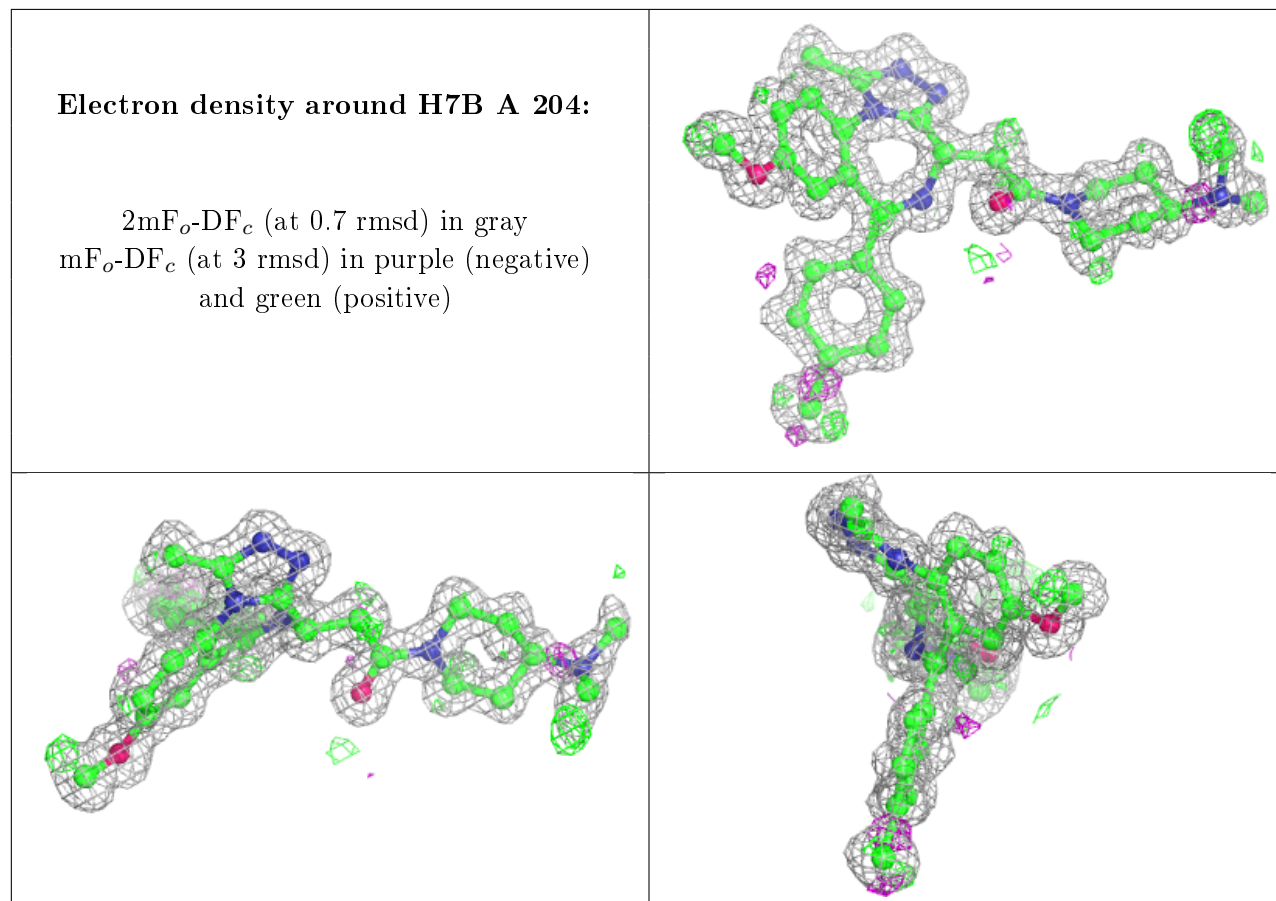 Electron density around H7B A 204:
2mFo-DFc (at 0.7 rmsd) in gray
mFo-DFc (at 3 rmsd) in purple (negative)
and green (positive)